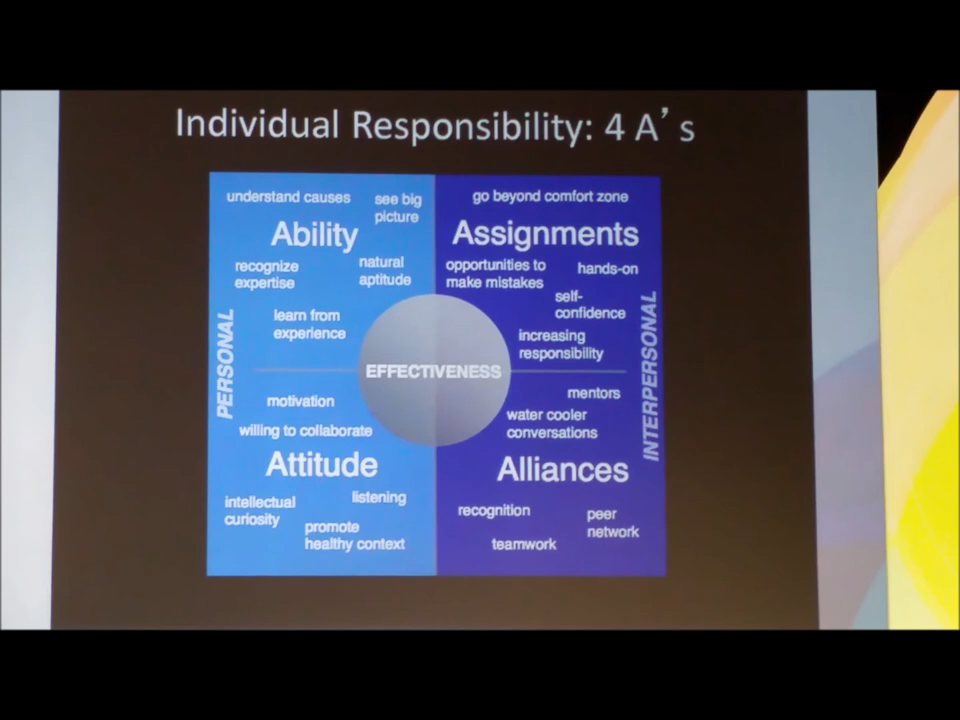 Individual Responsibility: 4 A's
understand causes
see big
picture
Ability
recognize
expertise
natural
aptitude
learn from
experience
PERSONAL
go beyond comfort zone
Assignments
opportunities to
make mistakes
hands-on
self-
confidence
increasing
responsibility
INTERPERSONAL
EFFECTIVENESS
motivation
willing to collaborate
Attitude
intellectual
curiosity
listening
promote
healthy context
mentors
water cooler
conversations
Alliances
recognition
peer
network
teamwork